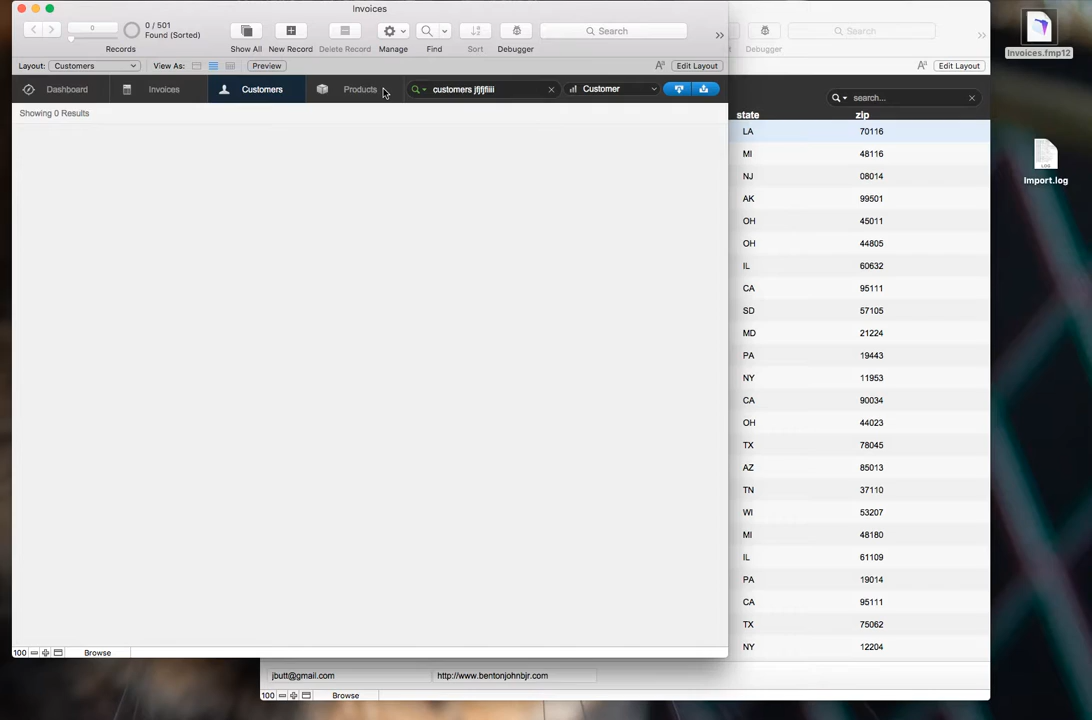 Invoices
0
0 / 501
Found (Sorted)
Records
Show All
New Record
Delete Record
Manage
Find
Sort
Debugger
Search
Debugger
Search
Invoices.fmp12
Layout: Customers
View As:
Preview
Edit Layout
Edit Layout
Dashboard
Invoices
Customers
Products
customers jfjfjfiiii
Customer
search...
Showing 0 Results
state zip
LA 70116
MI 48116
NJ 08014
AK 99501
OH 45011
OH 44805
IL 60632
CA 95111
SD 57105
MD 21224
PA 19443
NY 11953
CA 90034
OH 44023
TX 78045
AZ 85013
TN 37110
WI 53207
MI 48180
IL 61109
PA 19014
CA 95111
TX 75062
NY 12204
LOG
Import.log
100
Browse
jbutt@gmail.com
http://www.bentonjohnbjr.com
100
Browse